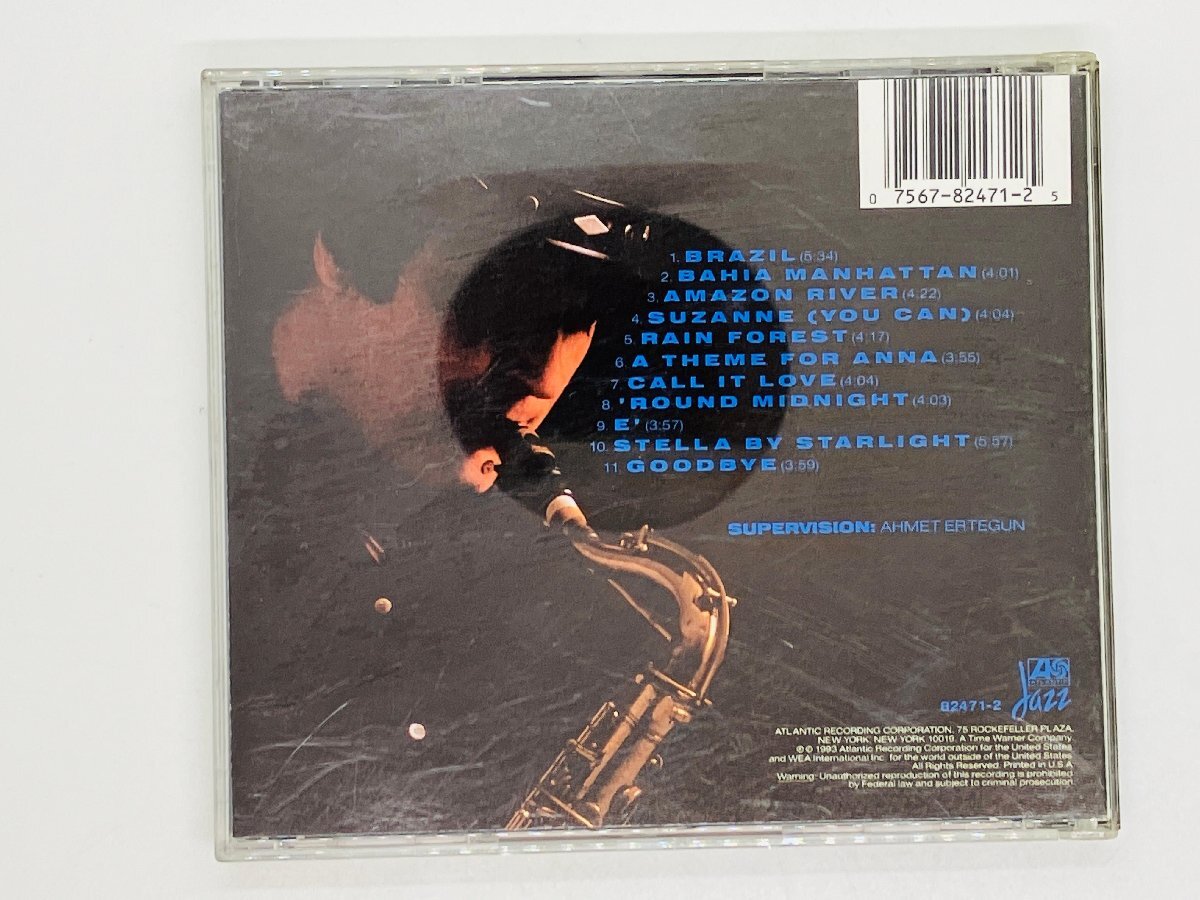 0 7567-82471-2 5
1. BRAZIL (5:34)
2. BAHIA MANHATTAN (4:01)
3. AMAZON RIVER (4:22)
4. SUZANNE (YOU CAN) (4:04)
5. RAIN FOREST (4:17)
6. A THEME FOR ANNA (3:55)
7. CALL IT LOVE (4:04)
8. 'ROUND MIDNIGHT (4:03)
9. E' (3:57)
10. STELLA BY STARLIGHT (5:57)
11. GOODBYE (3:59)
SUPERVISION: AHMET ERTEGUN
ATLANTIC
82471-2 Jazz
ATLANTIC RECORDING CORPORATION, 75 ROCKEFELLER PLAZA,
NEW YORK, NEW YORK 10019. A Time Warner Company.
℗ © 1993 Atlantic Recording Corporation for the United States
and WEA International Inc. for the world outside of the United States
All Rights Reserved. Printed in U.S.A.
Warning: Unauthorized reproduction of this recording is prohibited
by Federal law and subject to criminal prosecution.